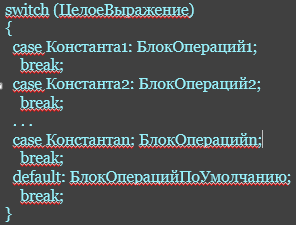 switch (ЦелоеВыражение)
{
case Константа1: БлокОпераций1;
break;
case Константа2: БлокОпераций2;
break;
. . .
case Константаn: БлокОперацийn;
break;
default: БлокОперацийПоУмолчанию;
break;
}